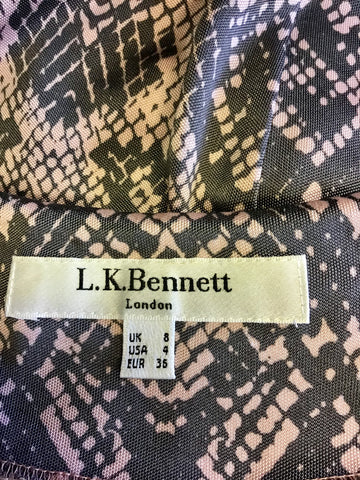 L.K.Bennett
London
UK 8
USA 4
EUR 36